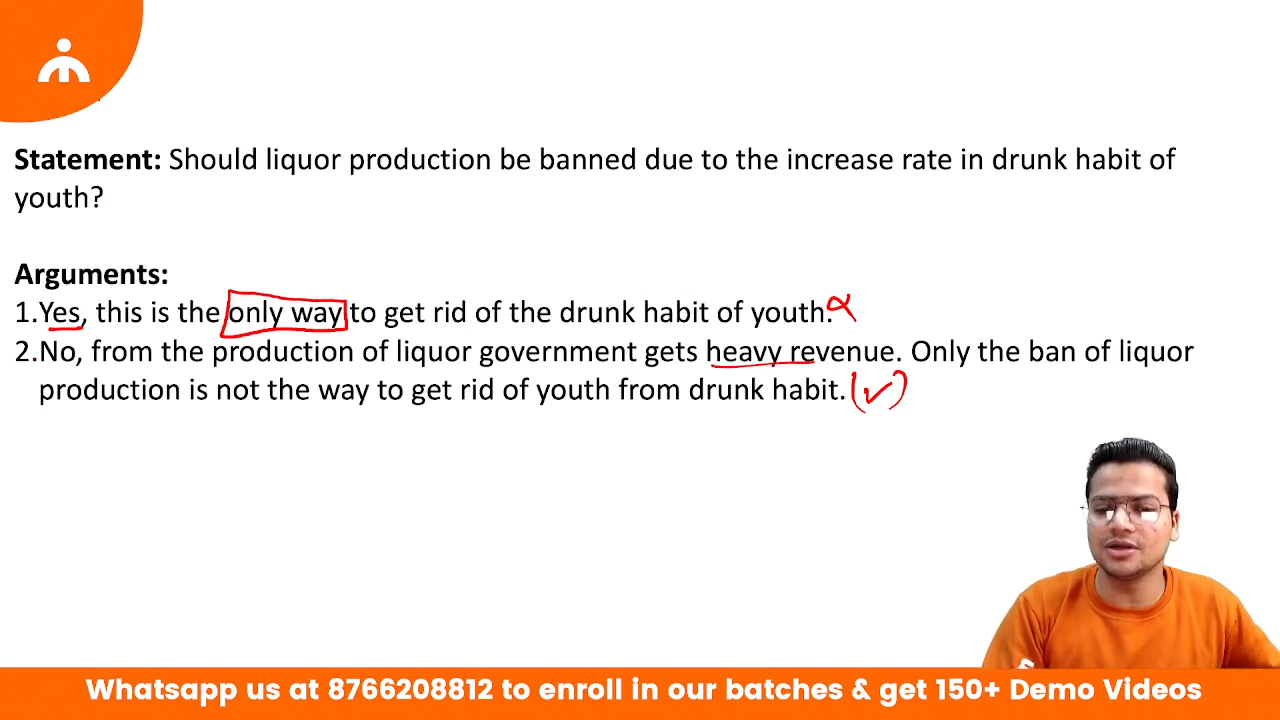 Statement: Should liquor production be banned due to the increase rate in drunk habit of
youth?
Arguments:
1.Yes, this is the only way to get rid of the drunk habit of youth.
2.No, from the production of liquor government gets heavy revenue. Only the ban of liquor
production is not the way to get rid of youth from drunk habit.
Whatsapp us at 8766208812 to enroll in our batches & get 150+ Demo Videos